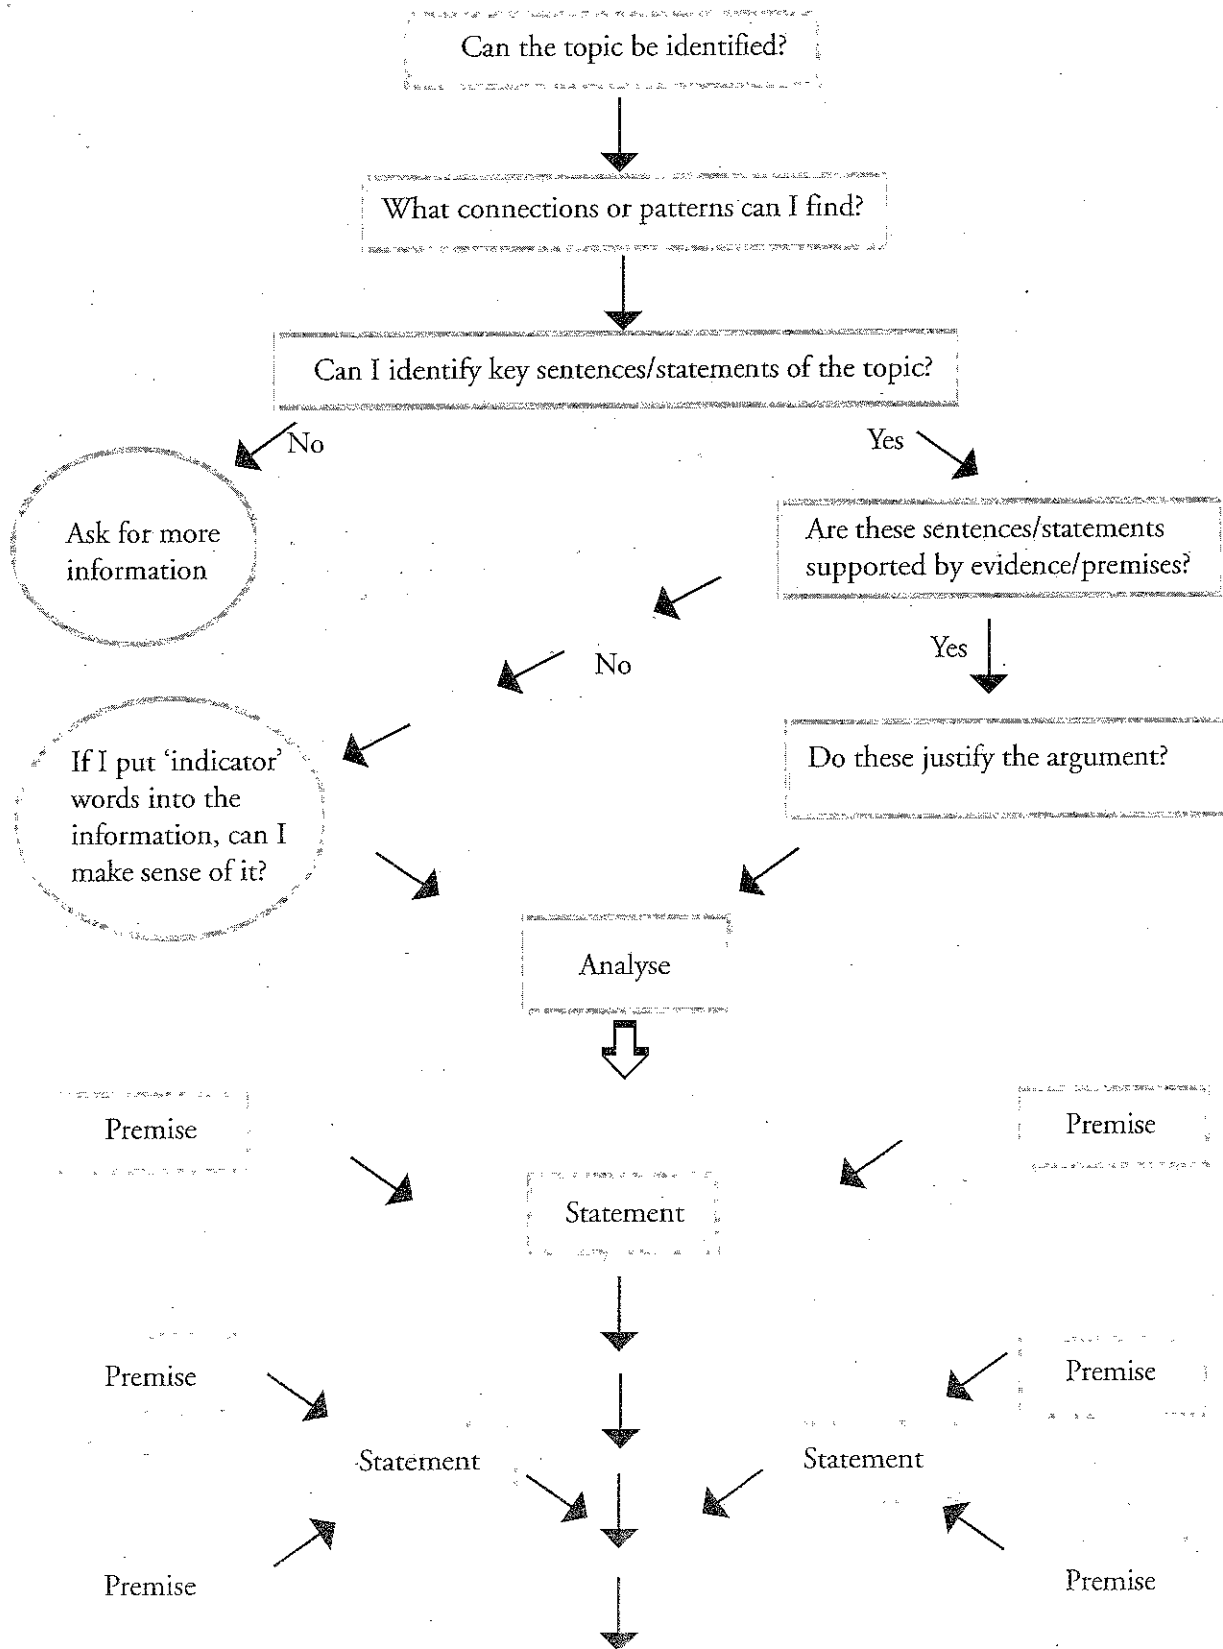 Can the topic be identified?
What connections or patterns can I find?
Can I identify key sentences/statements of the topic?
No
Yes
Ask for more
information
Are these sentences/statements
supported by evidence/premises?
No
Yes
If I put ‘indicator’
words into the
information, can I
make sense of it?
Do these justify the argument?
Analyse
Premise
Premise
Statement
Premise
Premise
Statement
Statement
Premise
Premise